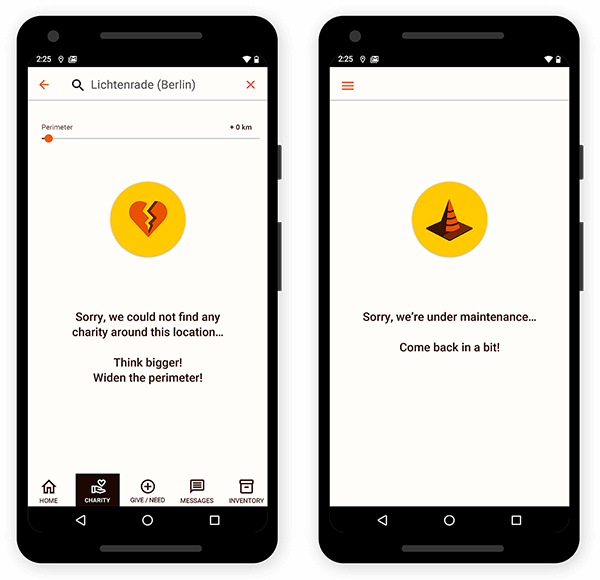 2:25
Lichtenrade (Berlin)
Perimeter
+ 0 km
Sorry, we could not find any
charity around this location...
Think bigger!
Widen the perimeter!
HOME
CHARITY
GIVE / NEED
MESSAGES
INVENTORY
2:25
Sorry, we're under maintenance...
Come back in a bit!